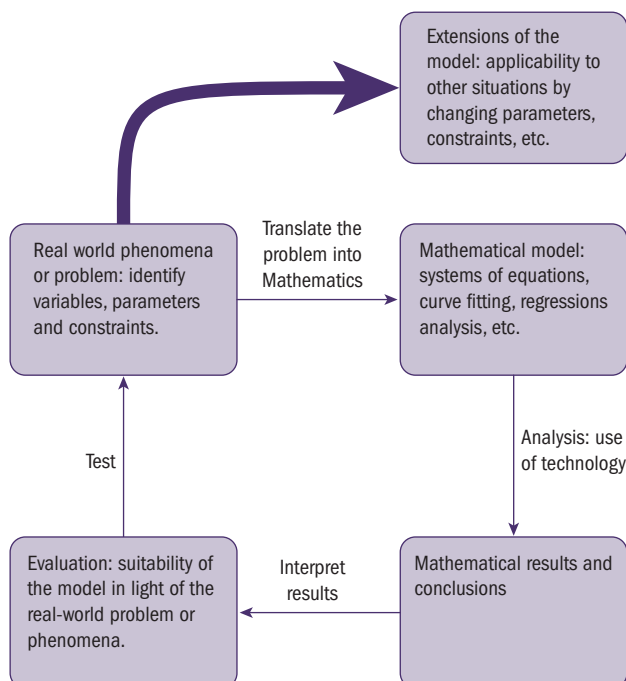 Extensions of the
model: applicability to
other situations by
changing parameters,
constraints, etc.
Real world phenomena
or problem: identify
variables, parameters
and constraints.
Translate the
problem into
Mathematics
Mathematical model:
systems of equations,
curve fitting, regressions
analysis, etc.
Analysis: use
of technology
Mathematical results and
conclusions
Interpret
results
Evaluation: suitability of
the model in light of the
real-world problem or
phenomena.
Test